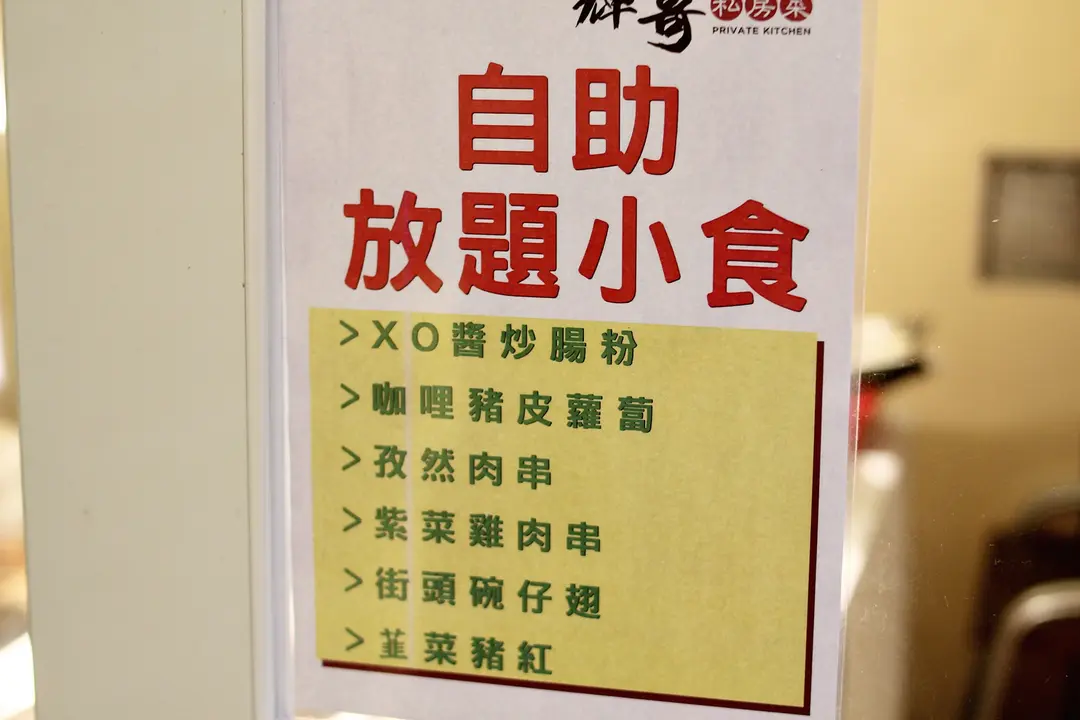 輝哥 私房菜
PRIVATE KITCHEN
自助
放題小食
>XO醬炒腸粉
>咖哩豬皮蘿蔔
>孜然肉串
>紫菜雞肉串
>街頭碗仔翅
>韮菜豬紅